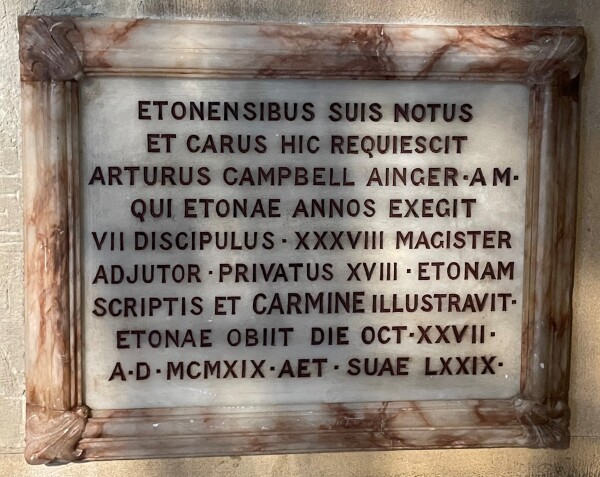 ETONENSIBUS SUIS NOTUS
ET CARUS HIC REQUIESCIT
ARTURUS CAMPBELL AINGER·A M·
QUI ETONAE ANNOS EXEGIT
VII DISCIPULUS · XXXVIII MAGISTER
ADJUTOR · PRIVATUS XVIII · ETONAM
SCRIPTIS ET CARMINE ILLUSTRAVIT·
ETONAE OBIIT DIE OCT·XXVII·
A·D·MCMXIX·AET· SUAE LXXIX·